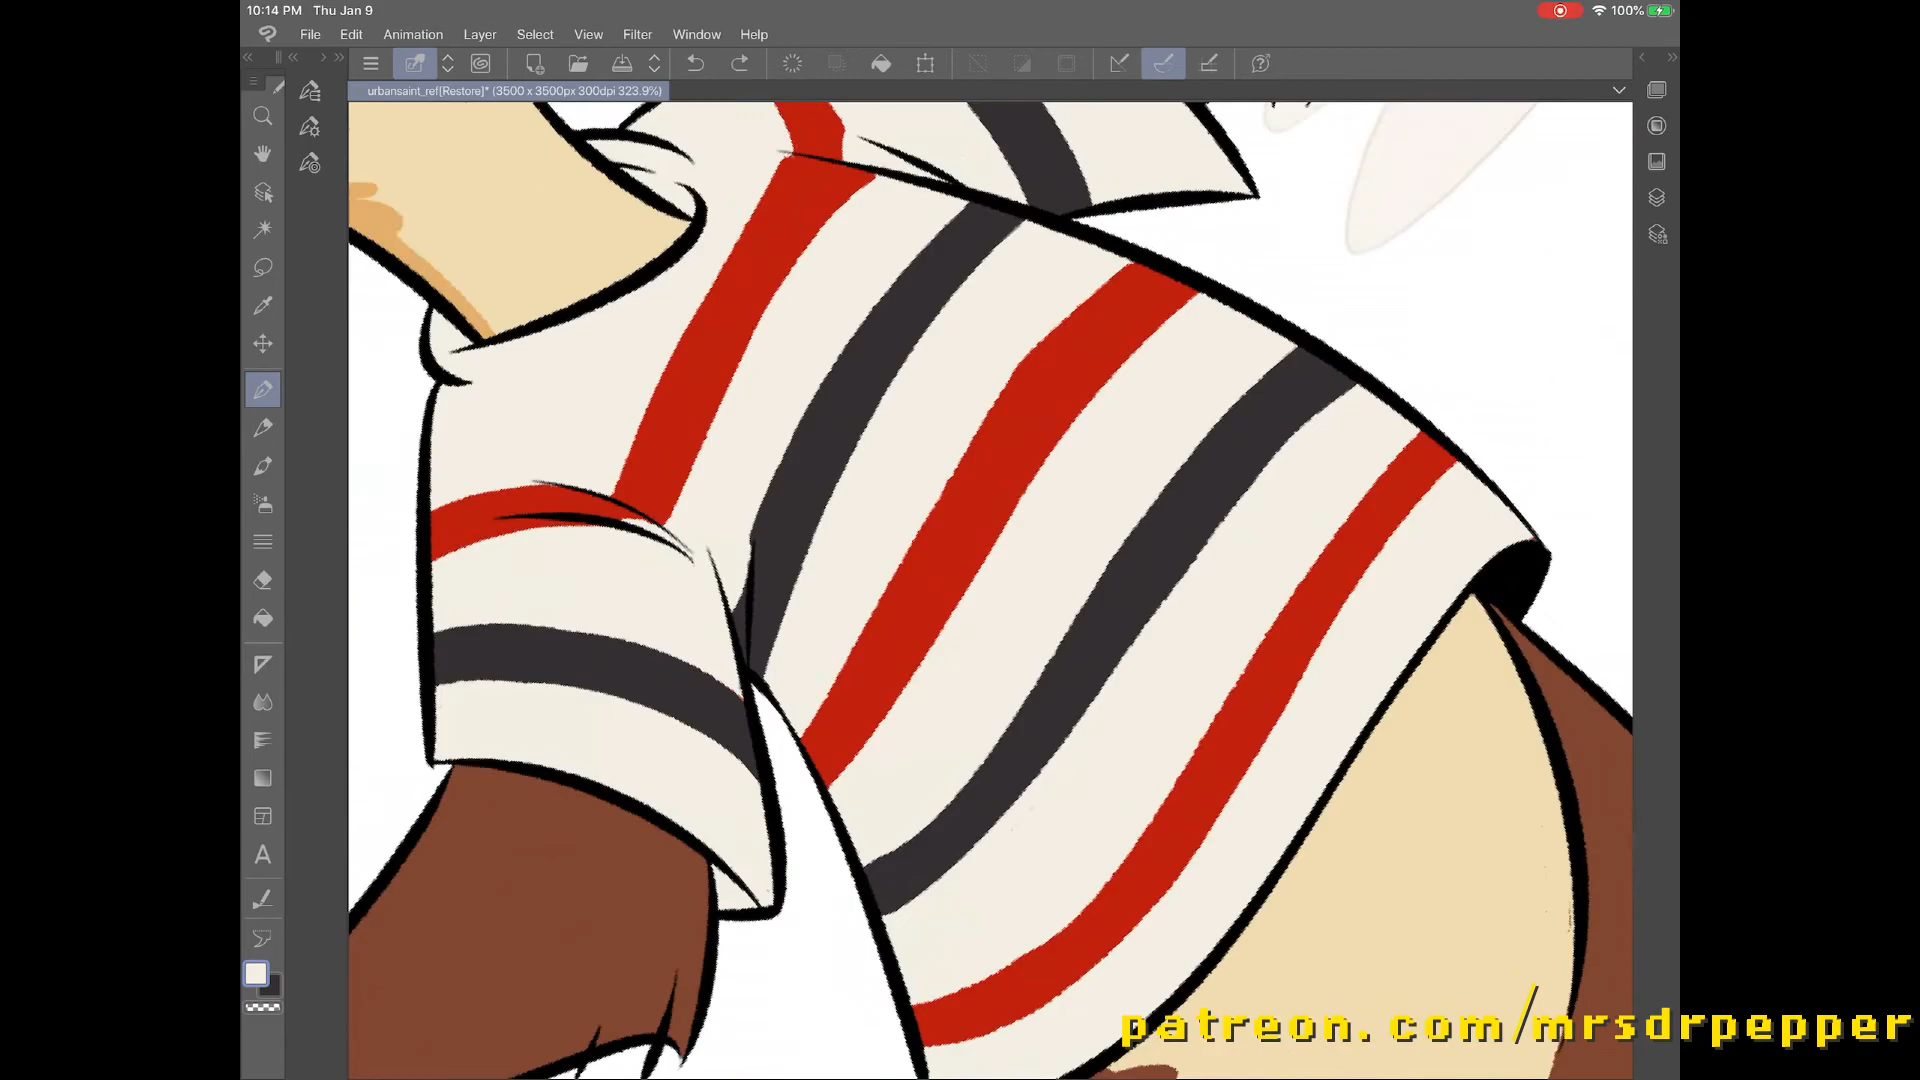 10:14 PM Thu Jan 9 100%
File Edit Animation Layer Select View Filter Window Help
urbansaint_ref[Restore]* (3500 x 3500px 300dpi 323.9%)
patreon.com/mrsdrpepper